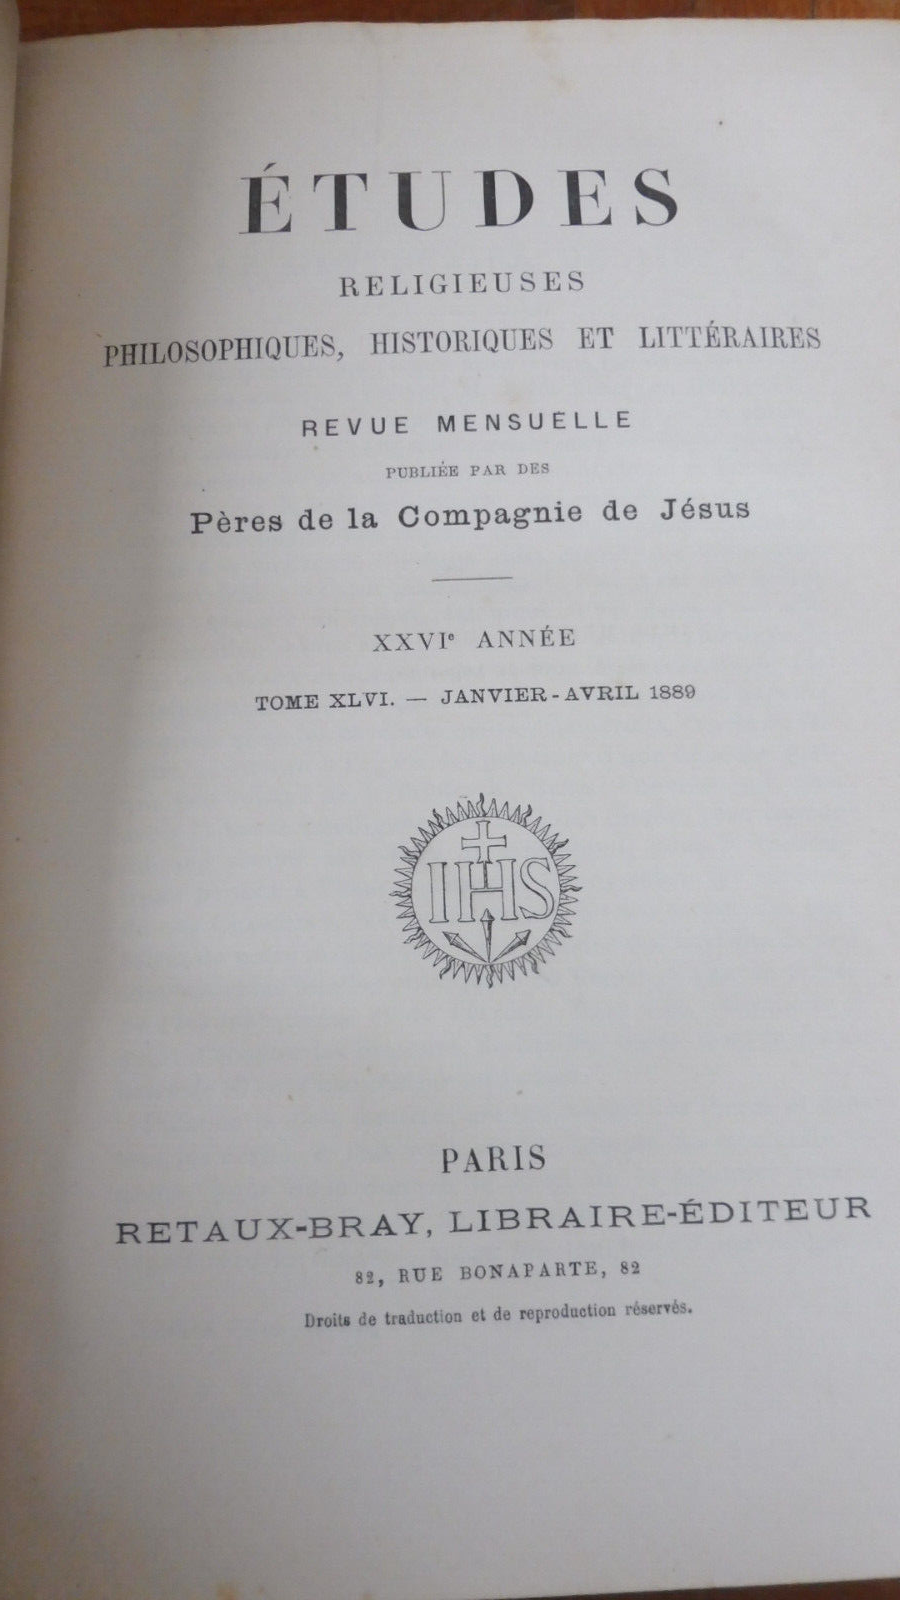 ÉTUDES
RELIGIEUSES
PHILOSOPHIQUES, HISTORIQUES ET LITTÉRAIRES
REVUE MENSUELLE
PUBLIÉE PAR DES
Pères de la Compagnie de Jésus
XXVIᵉ ANNÉE
TOME XLVI. — JANVIER-AVRIL 1889
IHS
PARIS
RETAUX-BRAY, LIBRAIRE-ÉDITEUR
82, RUE BONAPARTE, 82
Droits de traduction et de reproduction réservés.